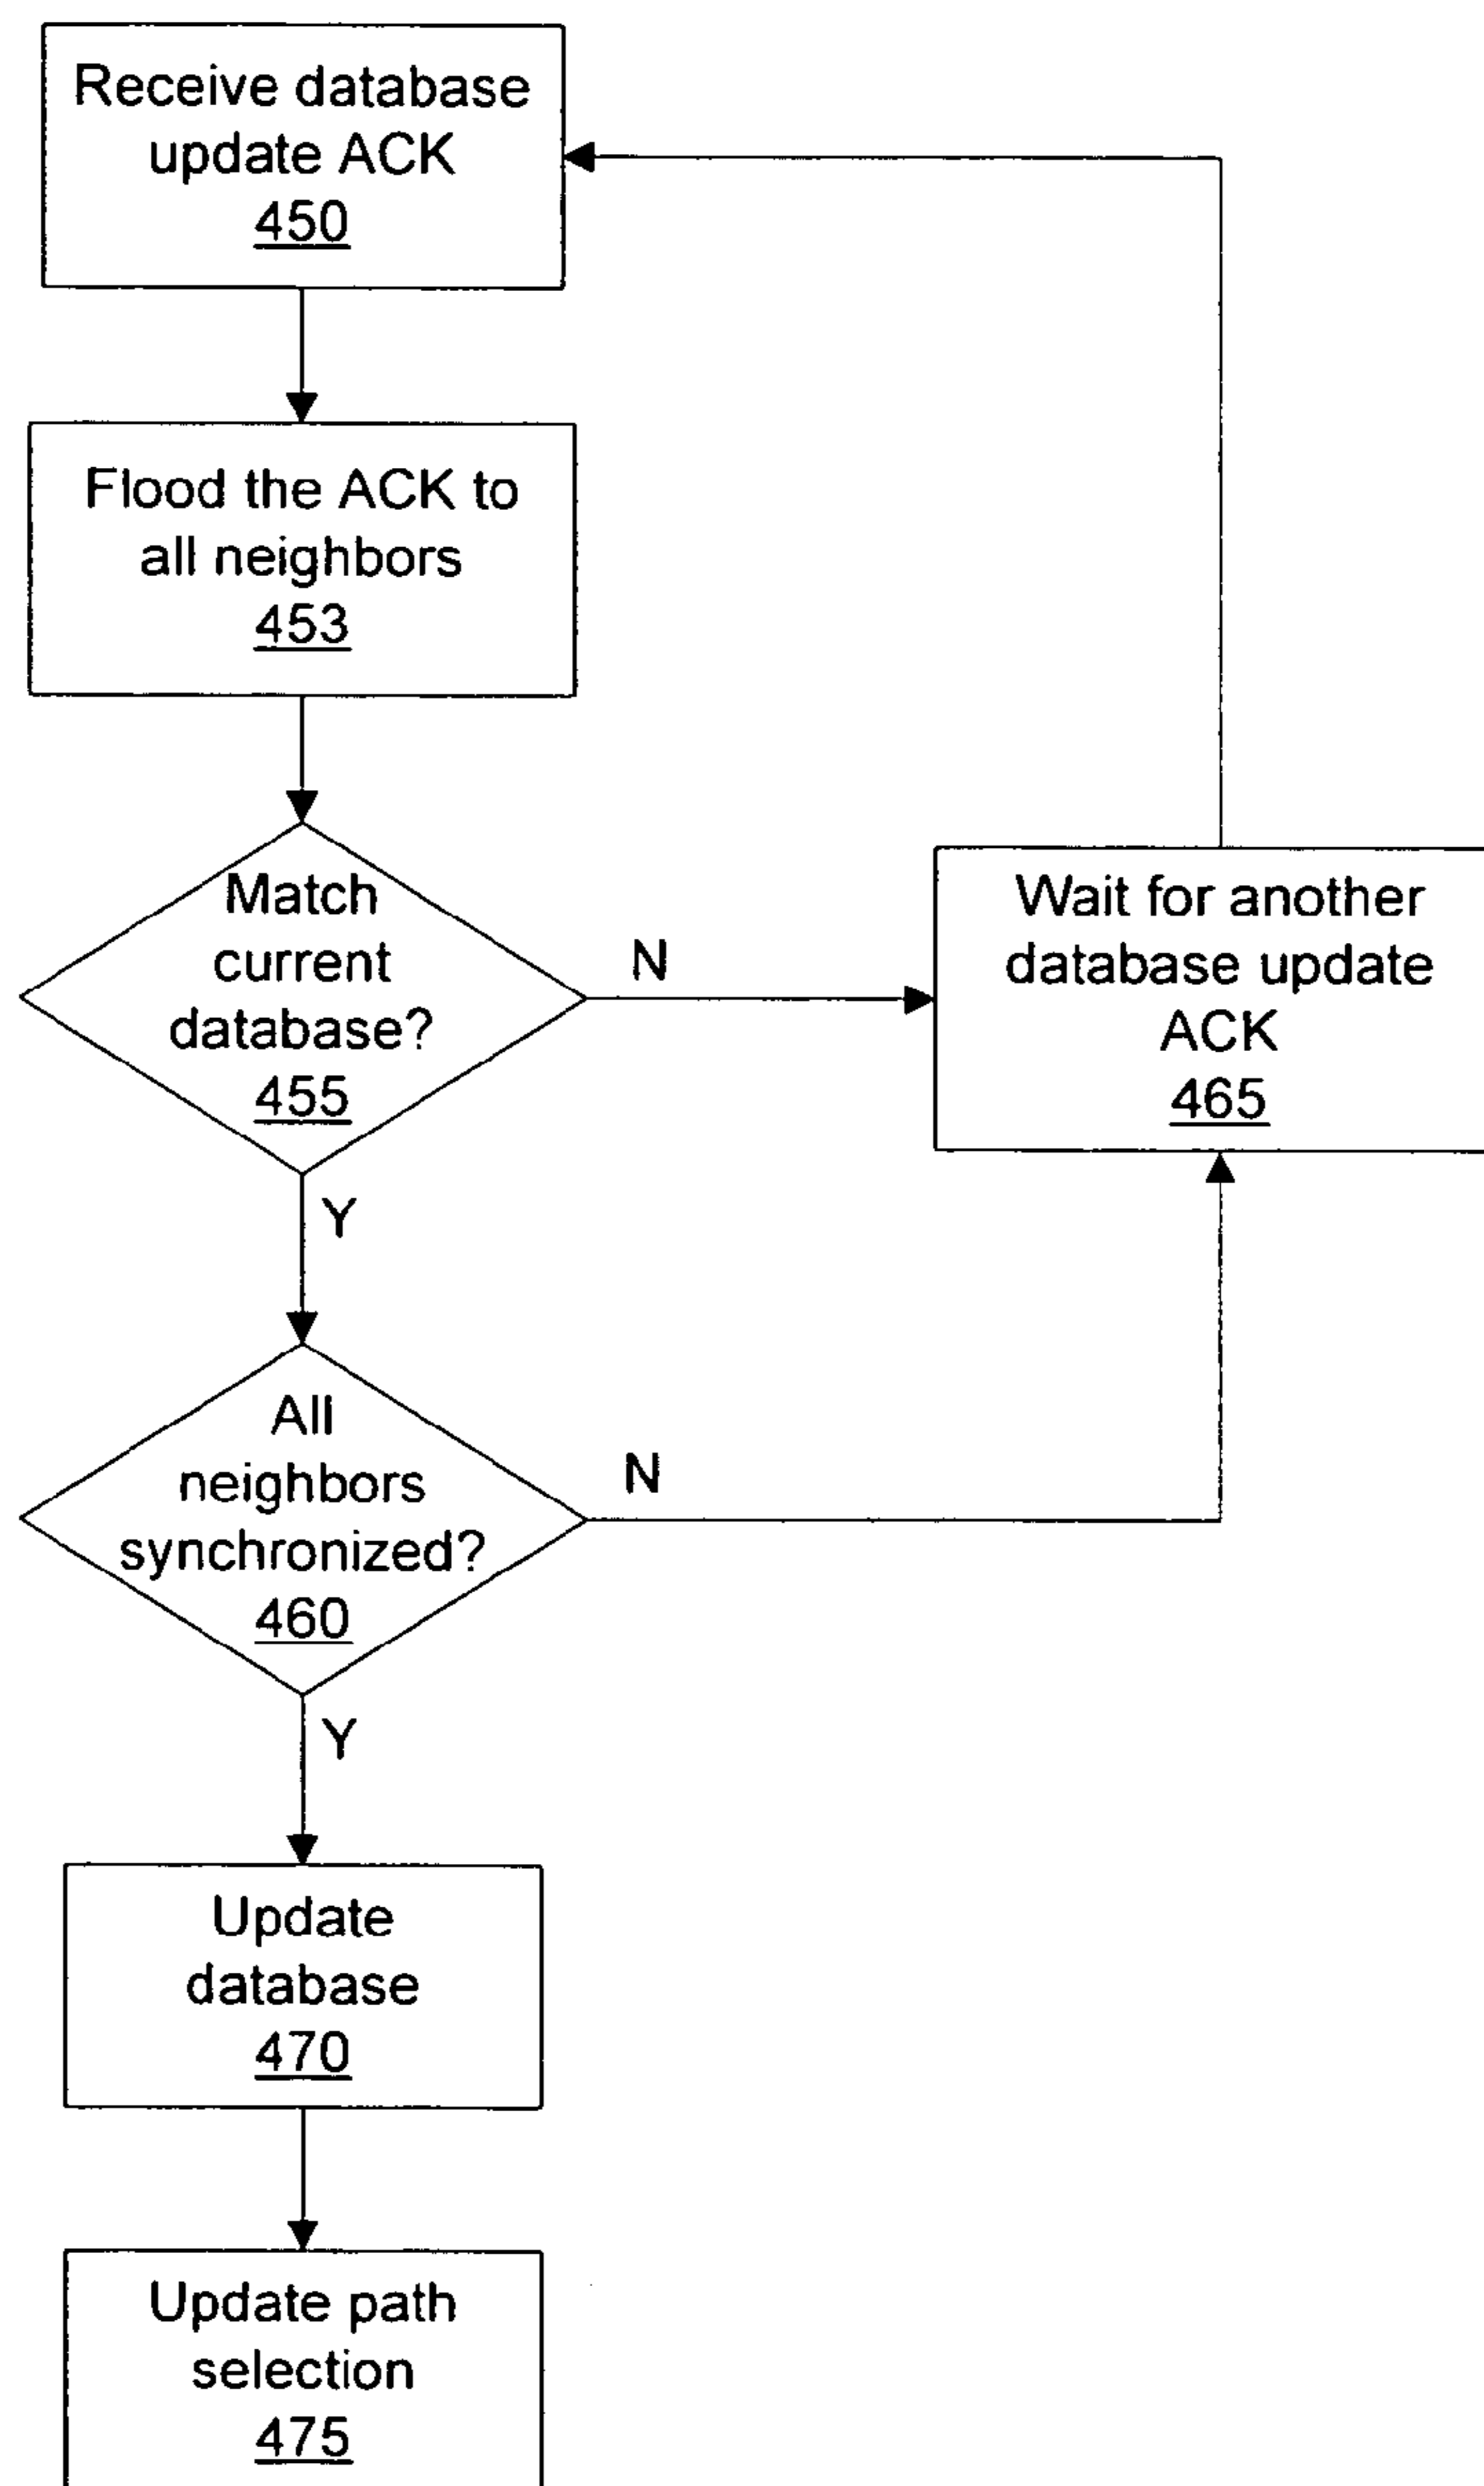 Receive database
update ACK
450
Flood the ACK to
all neighbors
453
Match
current
database?
455
N
Wait for another
database update
ACK
465
Y
All
neighbors
synchronized?
460
N
Y
Update
database
470
Update path
selection
475